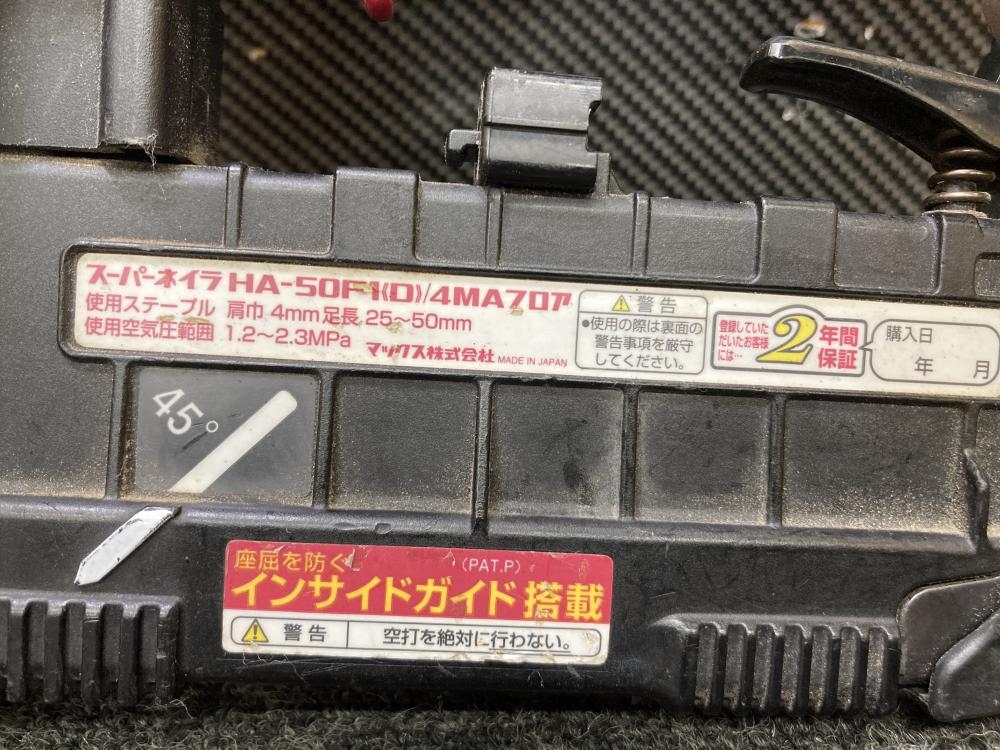 スーパーネイラ HA-50F1(D)/4MAフロア
使用ステープル 肩巾 4mm足長 25～50mm
使用空気圧範囲 1.2～2.3MPa マックス株式会社 MADE IN JAPAN
⚠警告
●使用の際は裏面の
警告事項を厳守
してください。
登録していた
だいたお客様
には…
2年間
保証
購入日
年 月
45°
座屈を防ぐ (PAT.P)
インサイドガイド搭載
⚠警告 空打を絶対に行わない。